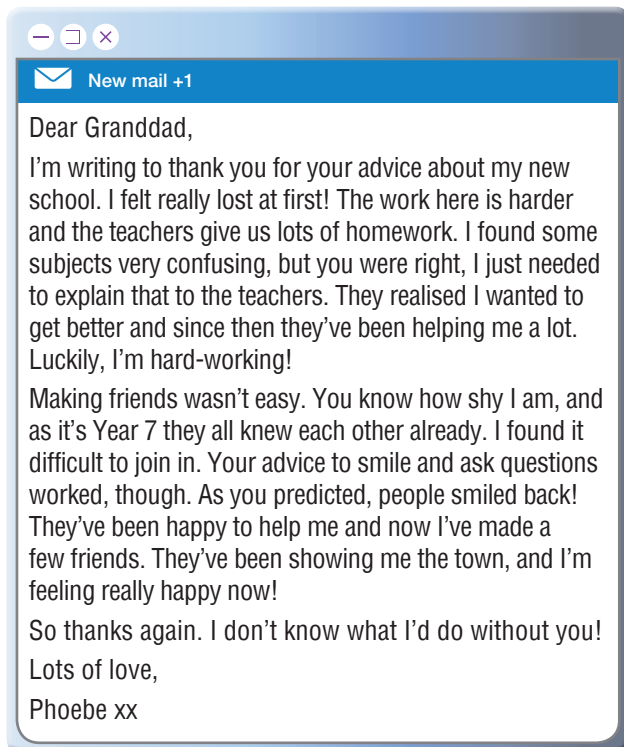 New mail +1
Dear Granddad,
I’m writing to thank you for your advice about my new
school. I felt really lost at first! The work here is harder
and the teachers give us lots of homework. I found some
subjects very confusing, but you were right, I just needed
to explain that to the teachers. They realised I wanted to
get better and since then they’ve been helping me a lot.
Luckily, I’m hard-working!
Making friends wasn’t easy. You know how shy I am, and
as it’s Year 7 they all knew each other already. I found it
difficult to join in. Your advice to smile and ask questions
worked, though. As you predicted, people smiled back!
They’ve been happy to help me and now I’ve made a
few friends. They’ve been showing me the town, and I’m
feeling really happy now!
So thanks again. I don’t know what I’d do without you!
Lots of love,
Phoebe xx